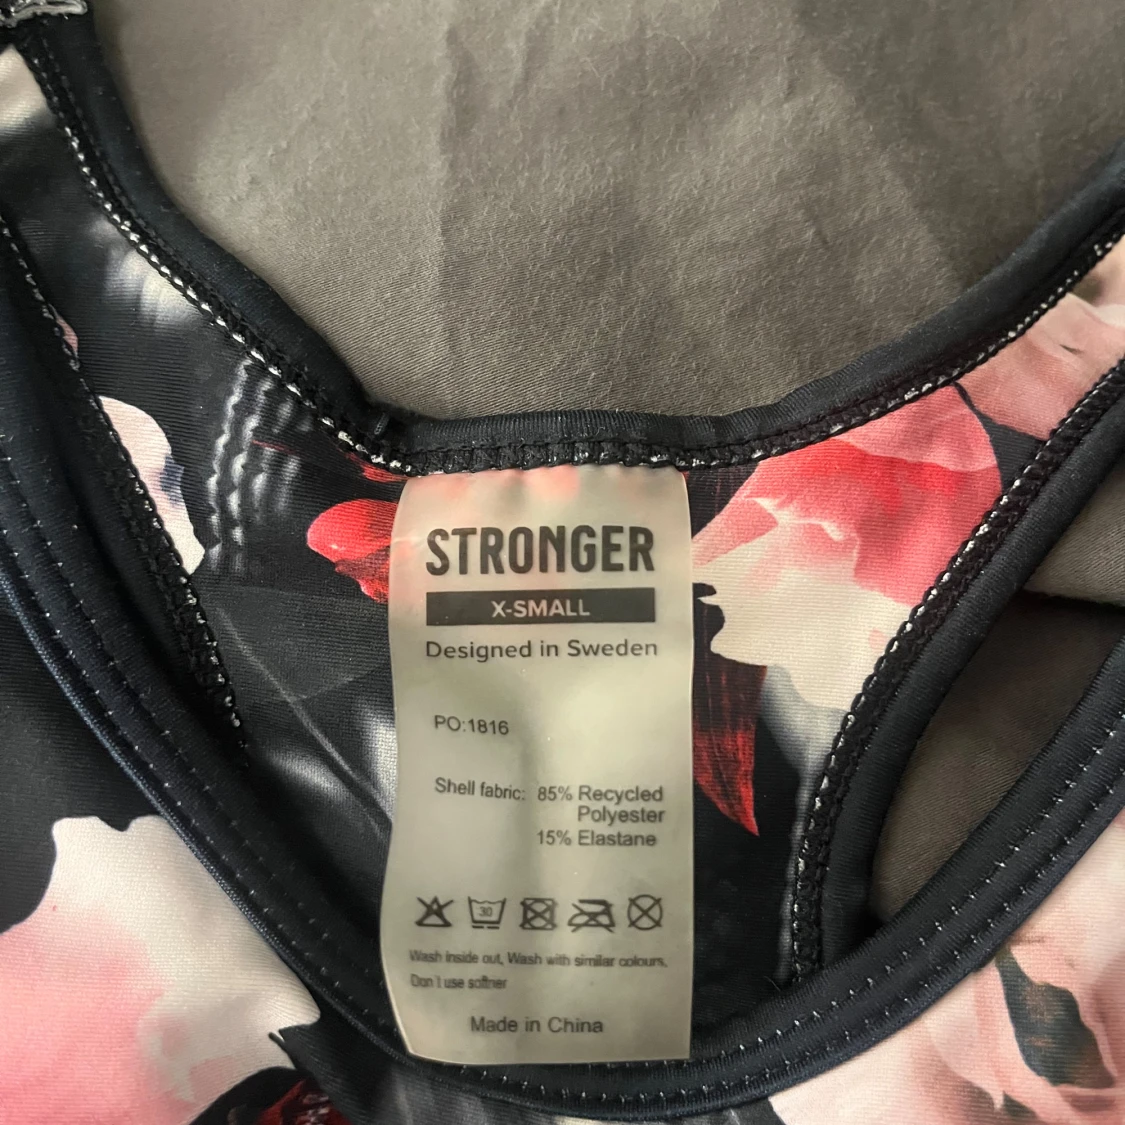 STRONGER
X-SMALL
Designed in Sweden
PO:1816
Shell fabric: 85% Recycled
Polyester
15% Elastane
30
Wash inside out, Wash with similar colours,
Don't use softner
Made in China